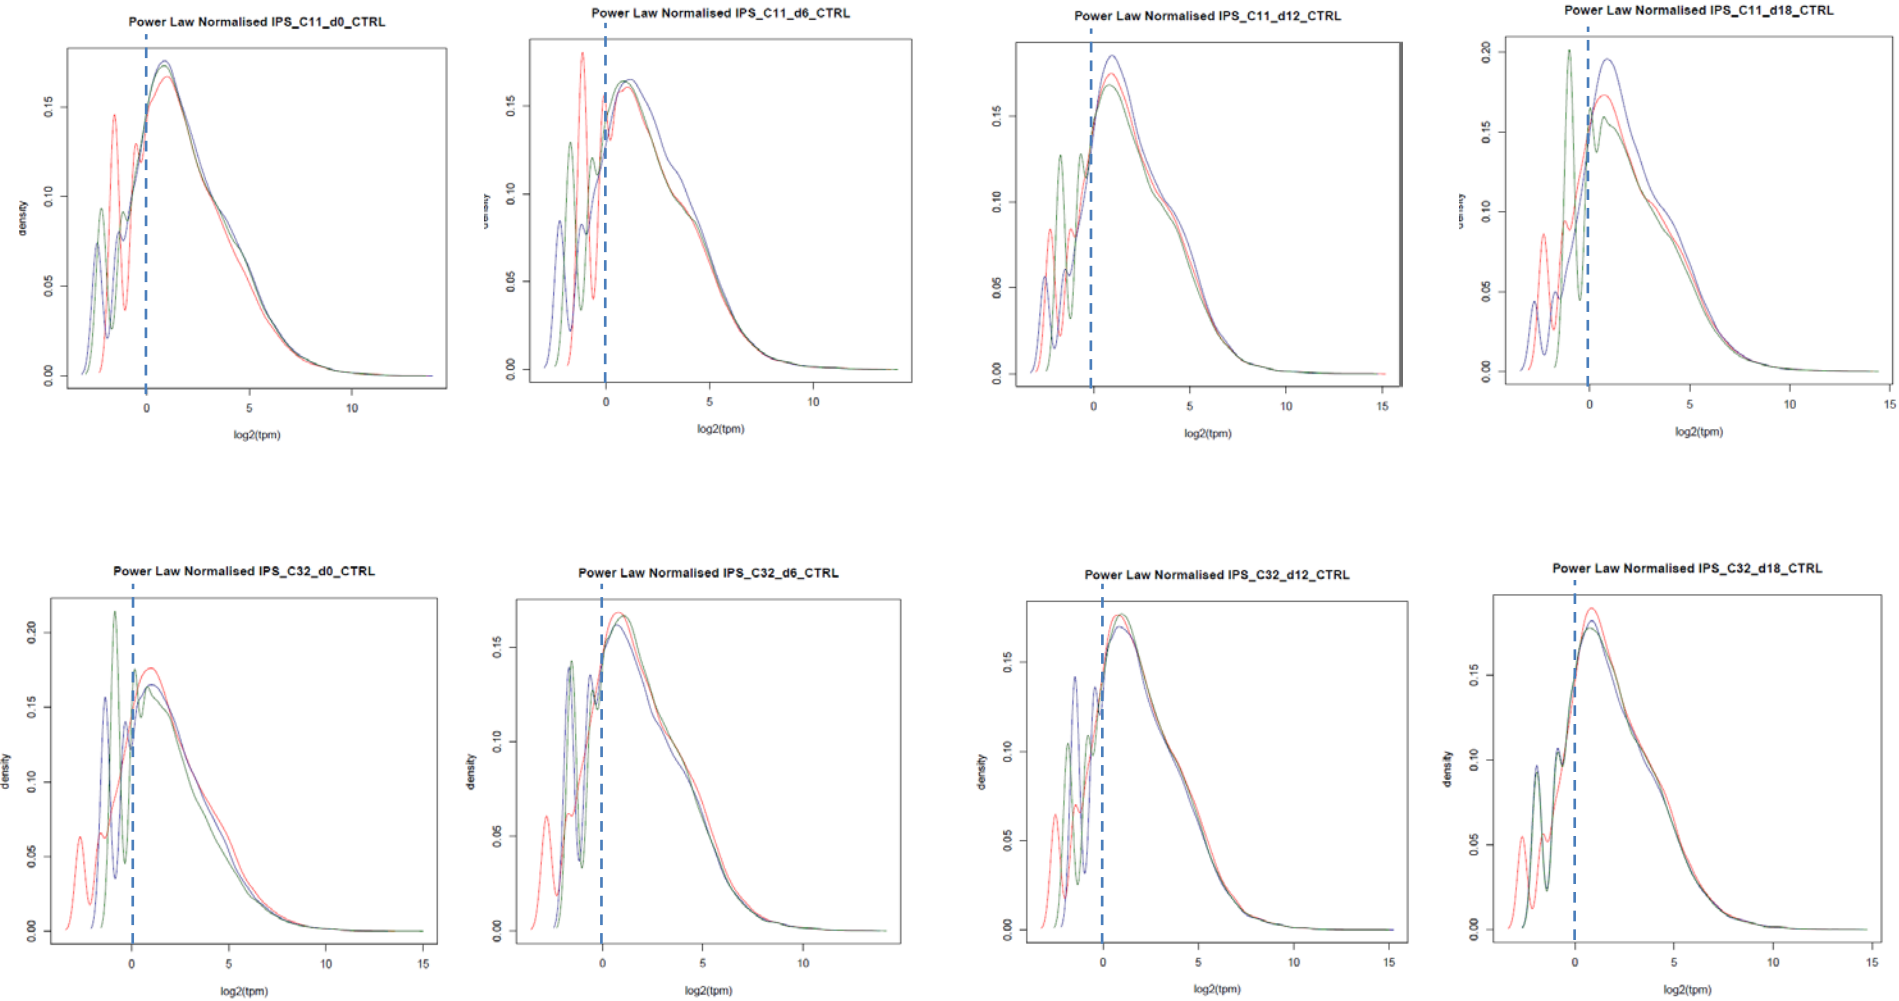 Power Law Normalised IPS_C11_d0_CTRL
density
0.00
0.05
0.10
0.15
0
5
10
log2(tpm)
Power Law Normalised IPS_C11_d6_CTRL
density
0.00
0.05
0.10
0.15
0
5
10
log2(tpm)
Power Law Normalised IPS_C11_d12_CTRL
0.00
0.05
0.10
0.15
0
5
10
15
log2(tpm)
Power Law Normalised IPS_C11_d18_CTRL
density
0.00
0.05
0.10
0.15
0.20
0
5
10
15
log2(tpm)
Power Law Normalised IPS_C32_d0_CTRL
density
0.00
0.05
0.10
0.15
0.20
0
5
10
15
log2(tpm)
Power Law Normalised IPS_C32_d6_CTRL
density
0.00
0.05
0.10
0.15
0
5
10
log2(tpm)
Power Law Normalised IPS_C32_d12_CTRL
density
0.00
0.05
0.10
0.15
0
5
10
15
log2(tpm)
Power Law Normalised IPS_C32_d18_CTRL
density
0.00
0.05
0.10
0.15
0
5
10
15
log2(tpm)